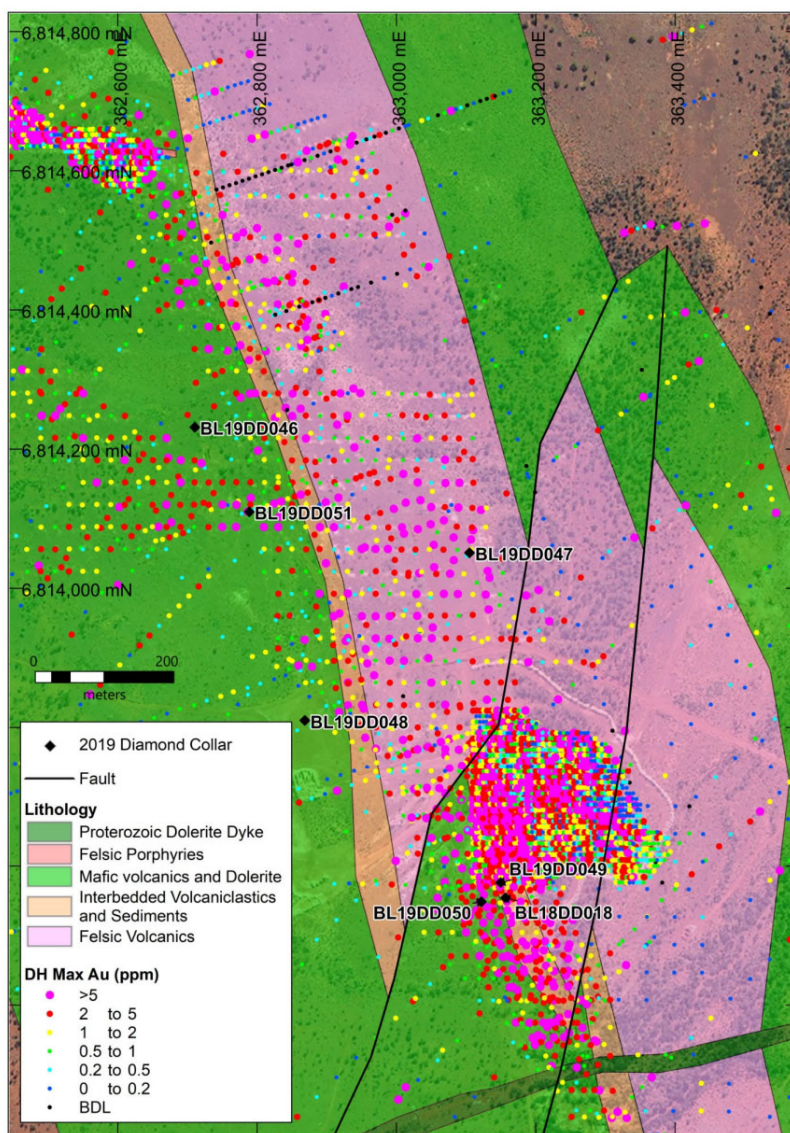 6,814,800 mN
362,600 mE
362,800 mE
363,000 mE
363,200 mE
363,400 mE
6,814,600 mN
6,814,400 mN
BL19DD046
6,814,200 mN
BL19DD051
BL19DD047
6,814,000 mN
0 200
meters
BL19DD048
2019 Diamond Collar
Fault
Lithology
Proterozoic Dolerite Dyke
Felsic Porphyries
Mafic volcanics and Dolerite
Interbedded Volcaniclastics
and Sediments
Felsic Volcanics
BL19DD049
BL19DD050
BL18DD018
DH Max Au (ppm)
>5
2 to 5
1 to 2
0.5 to 1
0.2 to 0.5
0 to 0.2
BDL